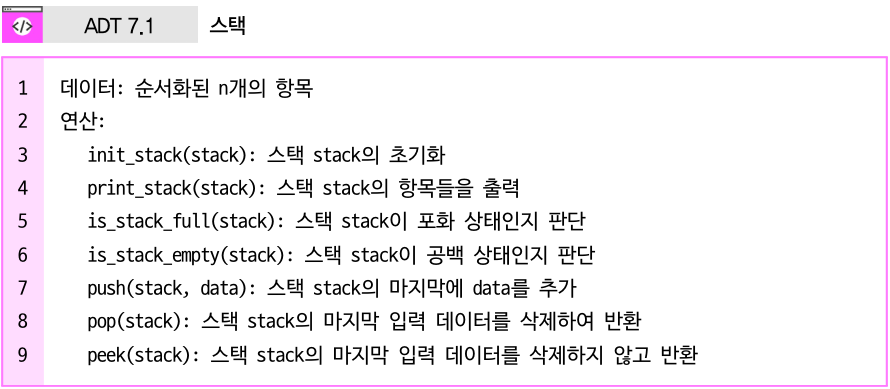 </> ADT 7.1 스택
1 데이터: 순서화된 n개의 항목
2 연산:
3 init_stack(stack): 스택 stack의 초기화
4 print_stack(stack): 스택 stack의 항목들을 출력
5 is_stack_full(stack): 스택 stack이 포화 상태인지 판단
6 is_stack_empty(stack): 스택 stack이 공백 상태인지 판단
7 push(stack, data): 스택 stack의 마지막에 data를 추가
8 pop(stack): 스택 stack의 마지막 입력 데이터를 삭제하여 반환
9 peek(stack): 스택 stack의 마지막 입력 데이터를 삭제하지 않고 반환